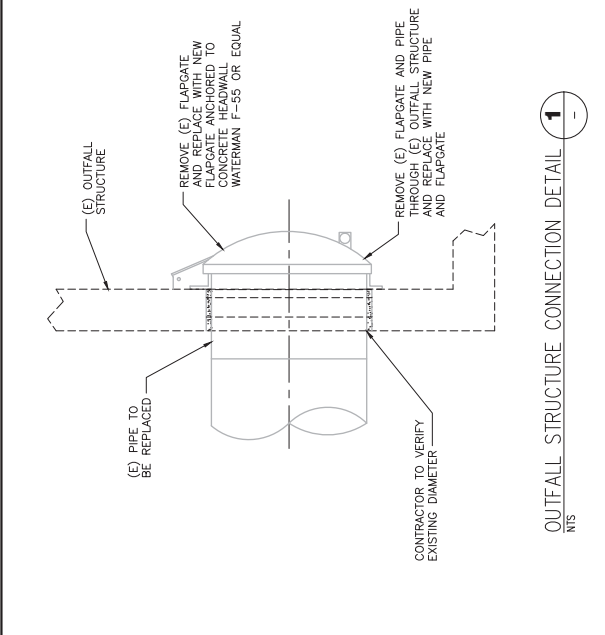 (E) OUTFALL
STRUCTURE
REMOVE (E) FLAPGATE
AND REPLACE WITH NEW
FLAPGATE ANCHORED TO
CONCRETE HEADWALL
WATERMAN F-55 OR EQUAL
(E) PIPE TO
BE REPLACED
REMOVE (E) FLAPGATE AND PIPE
THROUGH (E) OUTFALL STRUCTURE
AND REPLACE WITH NEW PIPE
AND FLAPGATE
CONTRACTOR TO VERIFY
EXISTING DIAMETER
OUTFALL STRUCTURE CONNECTION DETAIL
NTS
1
-